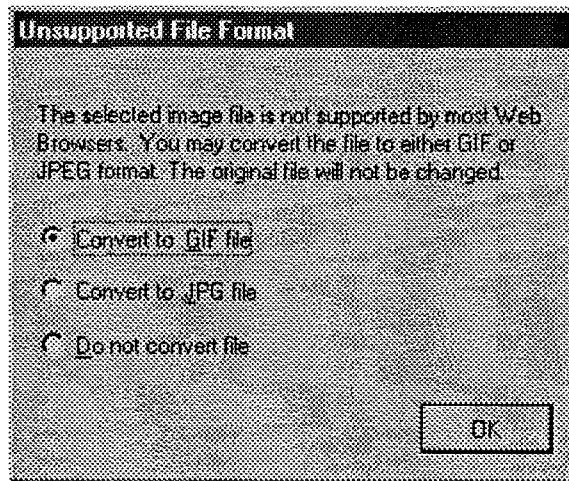 Unsupported File Format
The selected image file is not supported by most Web
Browsers. You may convert the file to either GIF or
JPEG format. The original file will not be changed.
Convert to GIF file
Convert to JPG file
Do not convert file
OK